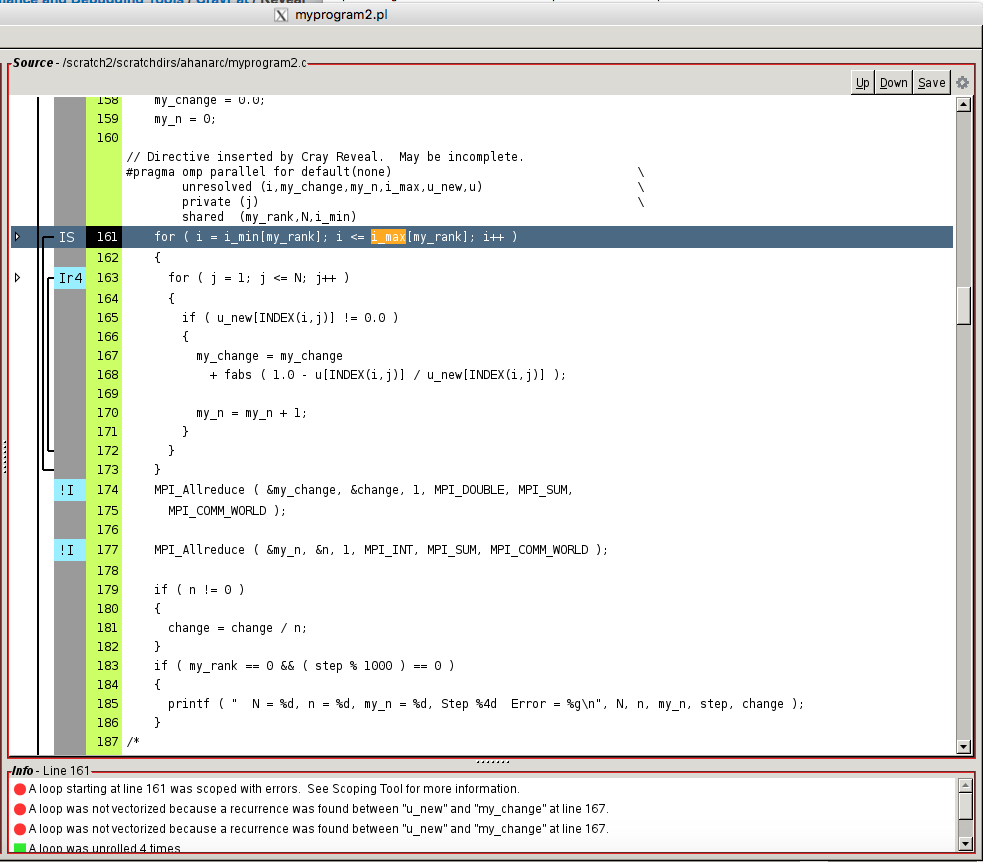 myprogram2.pl
Source - /scratch2/scratchdirs/ahanarc/myprogram2.c
Up Down Save
158 my_change = 0.0;
159 my_n = 0;
160
// Directive inserted by Cray Reveal.  May be incomplete.
#pragma omp parallel for default(none) \
unresolved (i,my_change,my_n,i_max,u_new,u) \
private (j) \
shared  (my_rank,N,i_min)
IS 161 for ( i = i_min[my_rank]; i <= i_max[my_rank]; i++ )
162 {
Ir4 163 for ( j = 1; j <= N; j++ )
164 {
165 if ( u_new[INDEX(i,j)] != 0.0 )
166 {
167 my_change = my_change
168 + fabs ( 1.0 - u[INDEX(i,j)] / u_new[INDEX(i,j)] );
169
170 my_n = my_n + 1;
171 }
172 }
173 }
!I 174 MPI_Allreduce ( &my_change, &change, 1, MPI_DOUBLE, MPI_SUM,
175 MPI_COMM_WORLD );
176
!I 177 MPI_Allreduce ( &my_n, &n, 1, MPI_INT, MPI_SUM, MPI_COMM_WORLD );
178
179 if ( n != 0 )
180 {
181 change = change / n;
182 }
183 if ( my_rank == 0 && ( step % 1000 ) == 0 )
184 {
185 printf ( "  N = %d, n = %d, my_n = %d, Step %4d  Error = %g\n", N, n, my_n, step, change );
186 }
187 /*
Info - Line 161
A loop starting at line 161 was scoped with errors.  See Scoping Tool for more information.
A loop was not vectorized because a recurrence was found between "u_new" and "my_change" at line 167.
A loop was not vectorized because a recurrence was found between "u_new" and "my_change" at line 167.
A loop was unrolled 4 times